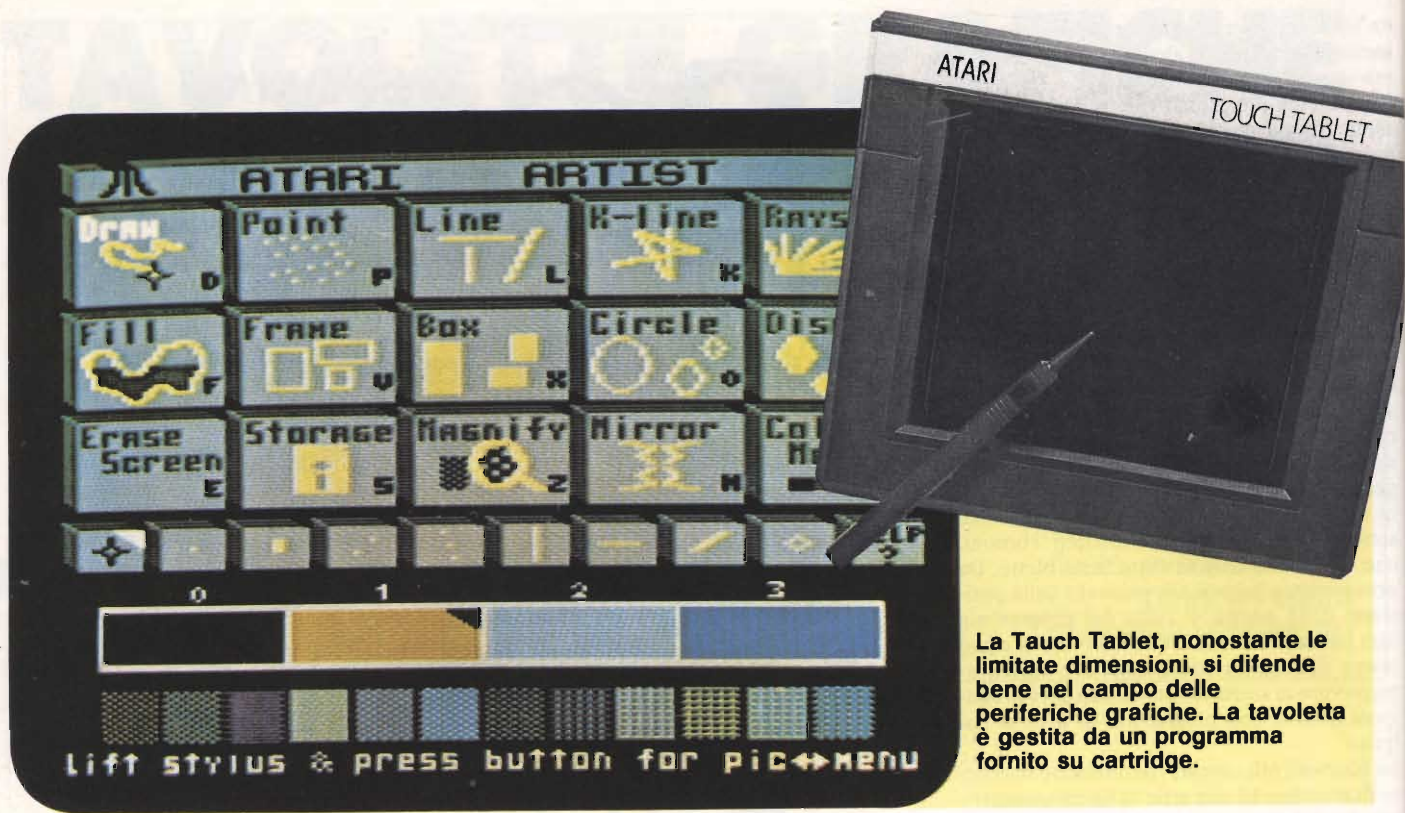 ATARI
TOUCH TABLET
ATARI ARTIST
Draw Point Line K-line Rays
D P L K
Fill Frame Box Circle
F V X O
Erase Storage Magnify Mirror
Screen
E S Z M
?
0 1 2 3
lift stylus & press button for pic↔menu
La Tauch Tablet, nonostante le
limitate dimensioni, si difende
bene nel campo delle
periferiche grafiche. La tavoletta
è gestita da un programma
fornito su cartridge.